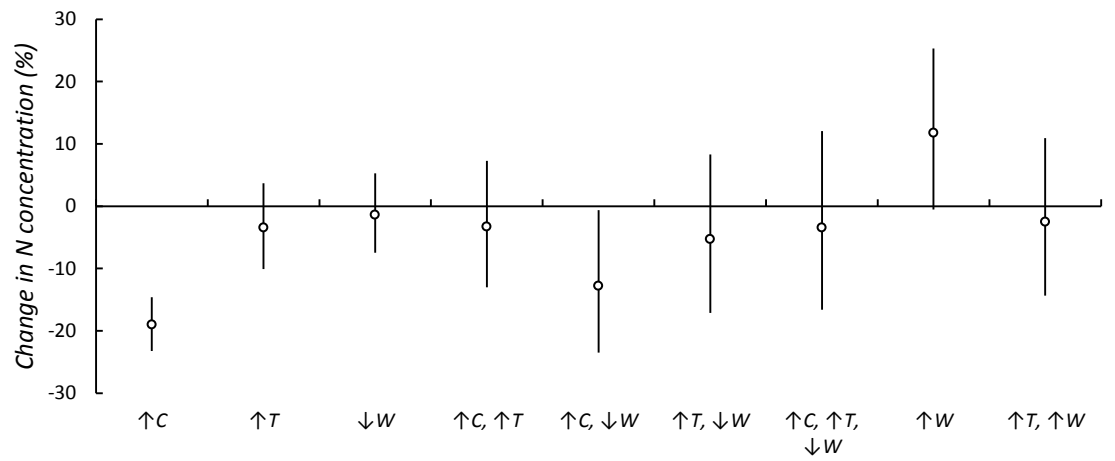 Change in N concentration (%)
30
20
10
0
-10
-20
-30
↑C
↑T
↓W
↑C, ↑T
↑C, ↓W
↑T, ↓W
↑C, ↑T,
↓W
↑W
↑T, ↑W